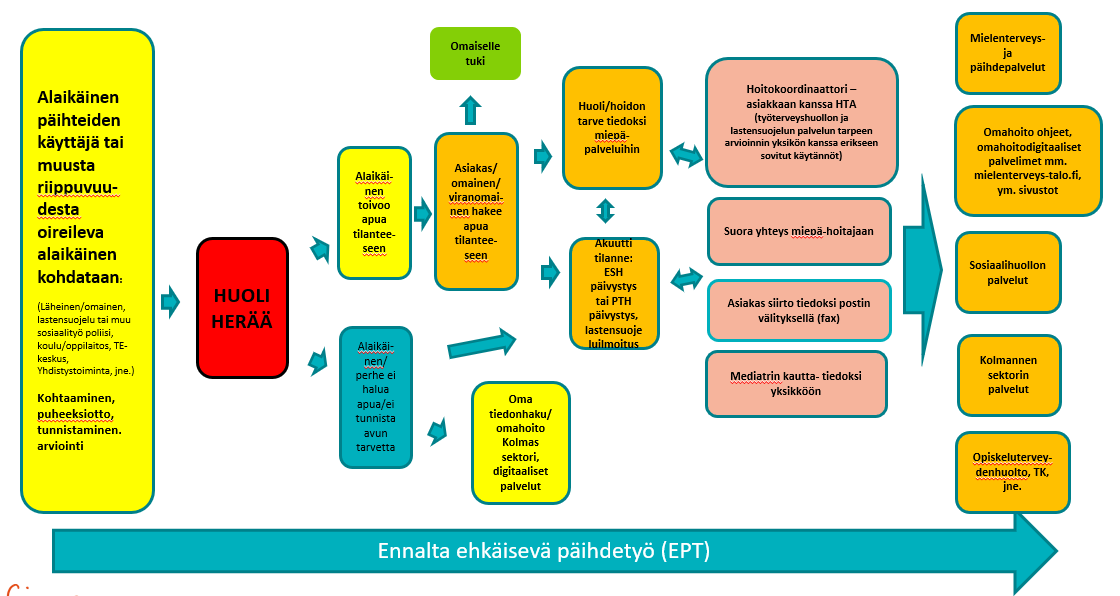 Alaikäinen
päihteiden
käyttäjä tai
muusta
riippuvuu-
desta
oireileva
alaikäinen
kohdataan:
(Läheinen/omainen,
lastensuojelu tai muu
sosiaalityö poliisi,
koulu/oppilaitos, TE-
keskus,
Yhdistystoiminta, jne.)
Kohtaaminen,
puheeksiotto,
tunnistaminen.
arviointi
HUOLI
HERÄÄ
Alaikäi-
nen
toivoo
apua
tilantee-
seen
Alaikäi-
nen/
perhe ei
halua
apua/ei
tunnista
avun
tarvetta
Omaiselle
tuki
Asiakas/
omainen/
viranomai-
nen hakee
apua
tilantee-
seen
Oma
tiedonhaku/
omahoito
Kolmas
sektori,
digitaaliset
palvelut
Huoli/hoidon
tarve tiedoksi
miepä-
palveluihin
Akuutti
tilanne:
ESH
päivystys
tai PTH
päivystys,
lastensuoje
luilmoitus
Hoitokoordinaattori –
asiakkaan kanssa HTA
(työterveyshuollon ja
lastensuojelun palvelun tarpeen
arvioinnin yksikön kanssa erikseen
sovitut käytännöt)
Suora yhteys miepä-hoitajaan
Asiakas siirto tiedoksi postin
välityksellä (fax)
Mediatrin kautta- tiedoksi
yksikköön
Mielenterveys-
ja
päihdepalvelut
Omahoito ohjeet,
omahoitodigitaaliset
palvelimet mm.
mielenterveys-talo.fi,
ym. sivustot
Sosiaalihuollon
palvelut
Kolmannen
sektorin
palvelut
Opiskelutervey-
denhuolto, TK,
jne.
Ennalta ehkäisevä päihdetyö (EPT)